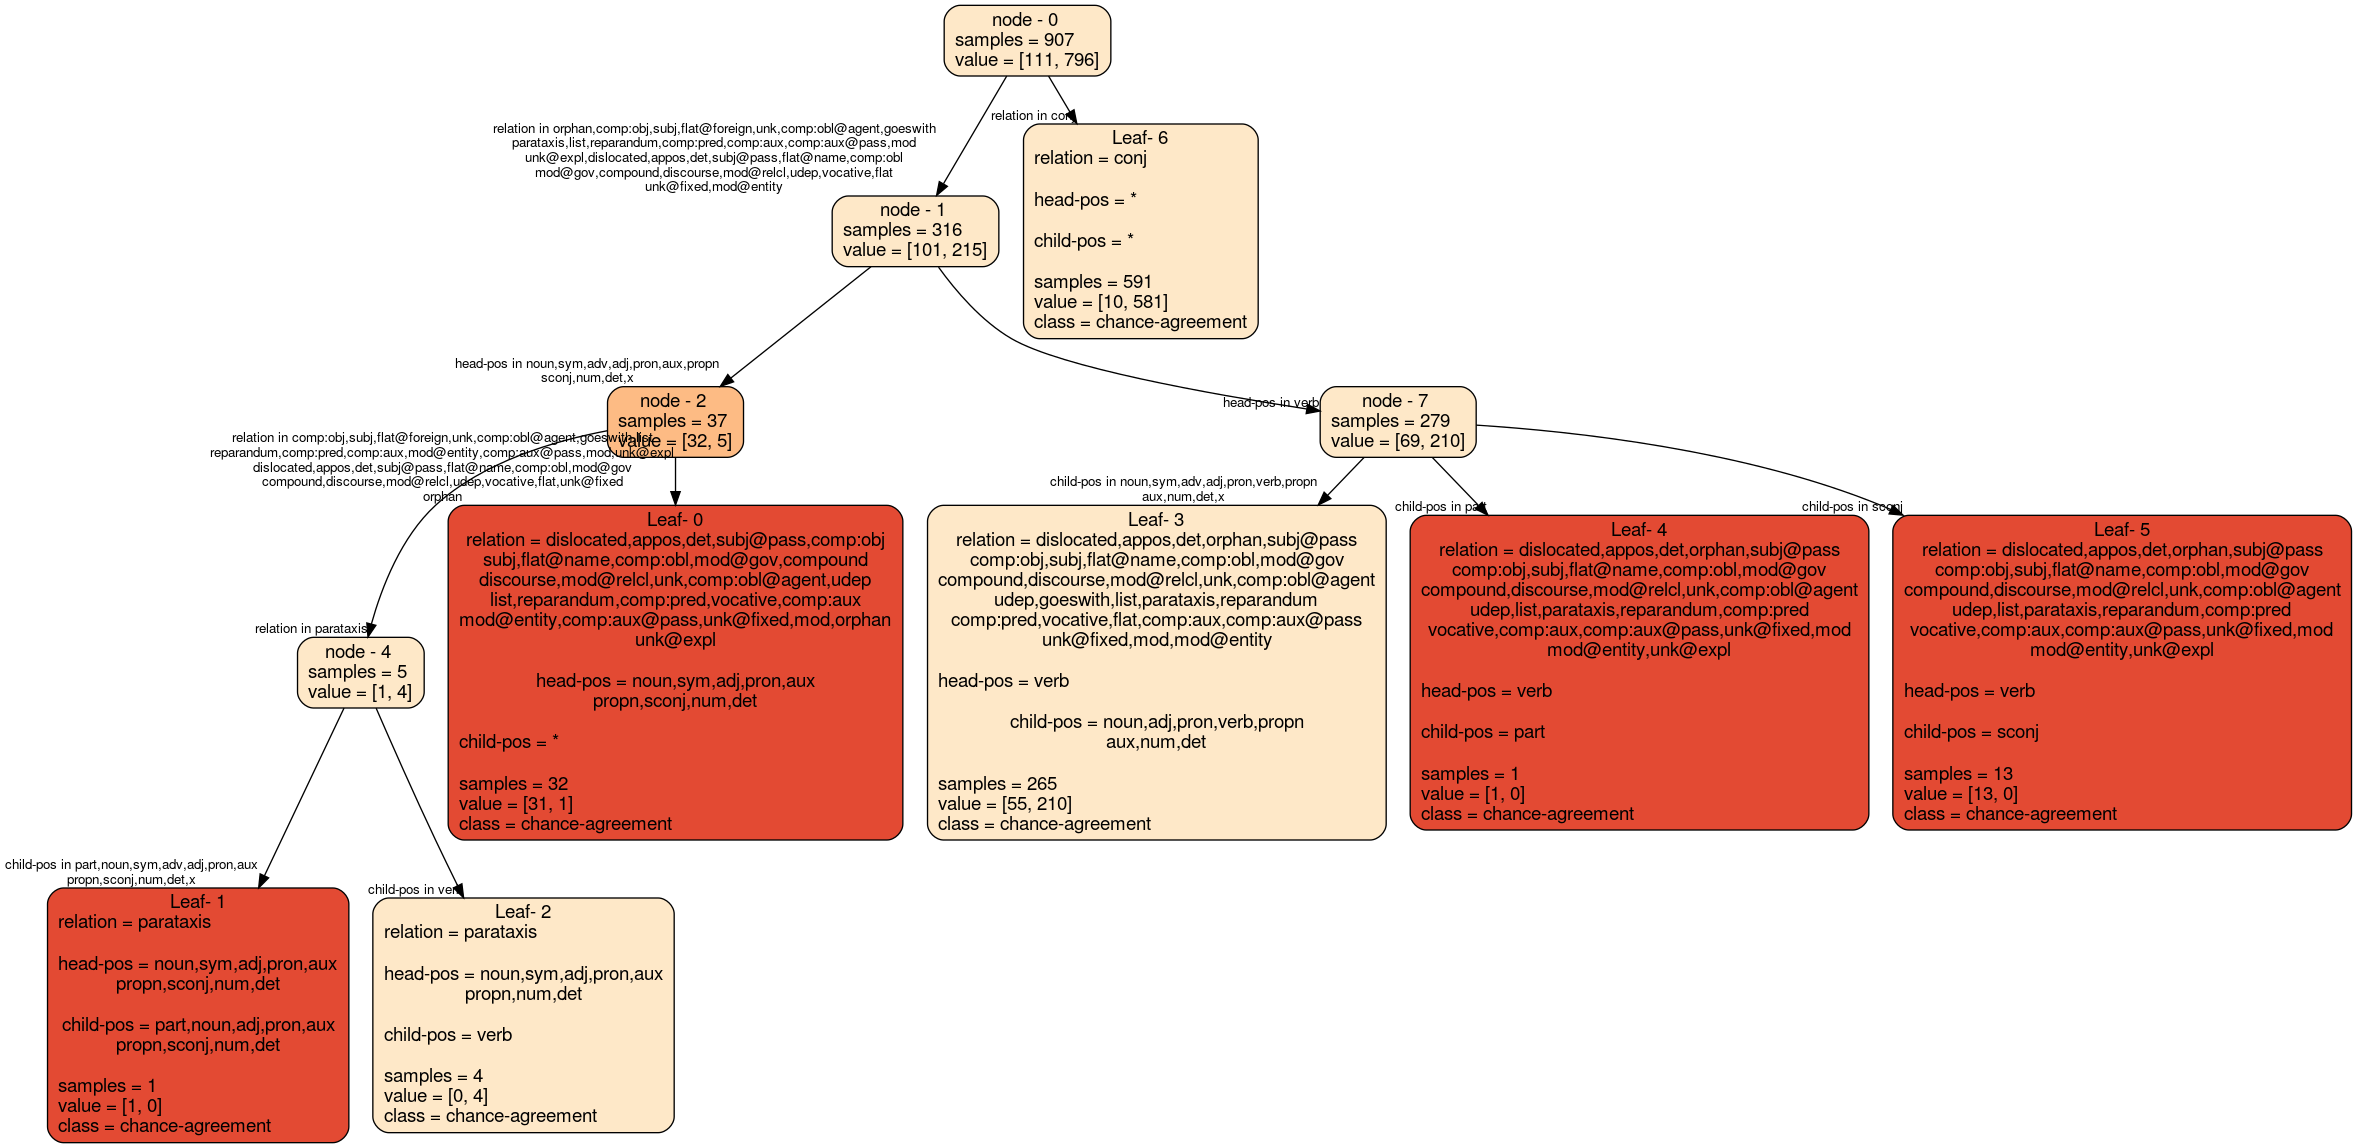 node - 0
samples = 907
value = [111, 796]
relation in orphan,comp:obj,subj,flat@foreign,unk,comp:obl@agent,goeswith
parataxis,list,reparandum,comp:pred,comp:aux,comp:aux@pass,mod
unk@expl,dislocated,appos,det,subj@pass,flat@name,comp:obl
mod@gov,compound,discourse,mod@relcl,udep,vocative,flat
unk@fixed,mod@entity
relation in conj
node - 1
samples = 316
value = [101, 215]
Leaf- 6
relation = conj
head-pos = *
child-pos = *
samples = 591
value = [10, 581]
class = chance-agreement
head-pos in noun,sym,adv,adj,pron,aux,propn
sconj,num,det,x
head-pos in verb
node - 2
samples = 37
value = [32, 5]
node - 7
samples = 279
value = [69, 210]
relation in comp:obj,subj,flat@foreign,unk,comp:obl@agent,goeswith,list
reparandum,comp:pred,comp:aux,mod@entity,comp:aux@pass,mod,unk@expl
dislocated,appos,det,subj@pass,flat@name,comp:obl,mod@gov
compound,discourse,mod@relcl,udep,vocative,flat,unk@fixed
orphan
child-pos in noun,sym,adv,adj,pron,verb,propn
aux,num,det,x
child-pos in part
child-pos in sconj
relation in parataxis
node - 4
samples = 5
value = [1, 4]
Leaf- 0
relation = dislocated,appos,det,subj@pass,comp:obj
subj,flat@name,comp:obl,mod@gov,compound
discourse,mod@relcl,unk,comp:obl@agent,udep
list,reparandum,comp:pred,vocative,comp:aux
mod@entity,comp:aux@pass,unk@fixed,mod,orphan
unk@expl
head-pos = noun,sym,adj,pron,aux
propn,sconj,num,det
child-pos = *
samples = 32
value = [31, 1]
class = chance-agreement
Leaf- 3
relation = dislocated,appos,det,orphan,subj@pass
comp:obj,subj,flat@name,comp:obl,mod@gov
compound,discourse,mod@relcl,unk,comp:obl@agent
udep,goeswith,list,parataxis,reparandum
comp:pred,vocative,flat,comp:aux,comp:aux@pass
unk@fixed,mod,mod@entity
head-pos = verb
child-pos = noun,adj,pron,verb,propn
aux,num,det
samples = 265
value = [55, 210]
class = chance-agreement
Leaf- 4
relation = dislocated,appos,det,orphan,subj@pass
comp:obj,subj,flat@name,comp:obl,mod@gov
compound,discourse,mod@relcl,unk,comp:obl@agent
udep,list,parataxis,reparandum,comp:pred
vocative,comp:aux,comp:aux@pass,unk@fixed,mod
mod@entity,unk@expl
head-pos = verb
child-pos = part
samples = 1
value = [1, 0]
class = chance-agreement
Leaf- 5
relation = dislocated,appos,det,orphan,subj@pass
comp:obj,subj,flat@name,comp:obl,mod@gov
compound,discourse,mod@relcl,unk,comp:obl@agent
udep,list,parataxis,reparandum,comp:pred
vocative,comp:aux,comp:aux@pass,unk@fixed,mod
mod@entity,unk@expl
head-pos = verb
child-pos = sconj
samples = 13
value = [13, 0]
class = chance-agreement
child-pos in part,noun,sym,adv,adj,pron,aux
propn,sconj,num,det,x
child-pos in verb
Leaf- 1
relation = parataxis
head-pos = noun,sym,adj,pron,aux
propn,sconj,num,det
child-pos = part,noun,adj,pron,aux
propn,sconj,num,det
samples = 1
value = [1, 0]
class = chance-agreement
Leaf- 2
relation = parataxis
head-pos = noun,sym,adj,pron,aux
propn,num,det
child-pos = verb
samples = 4
value = [0, 4]
class = chance-agreement